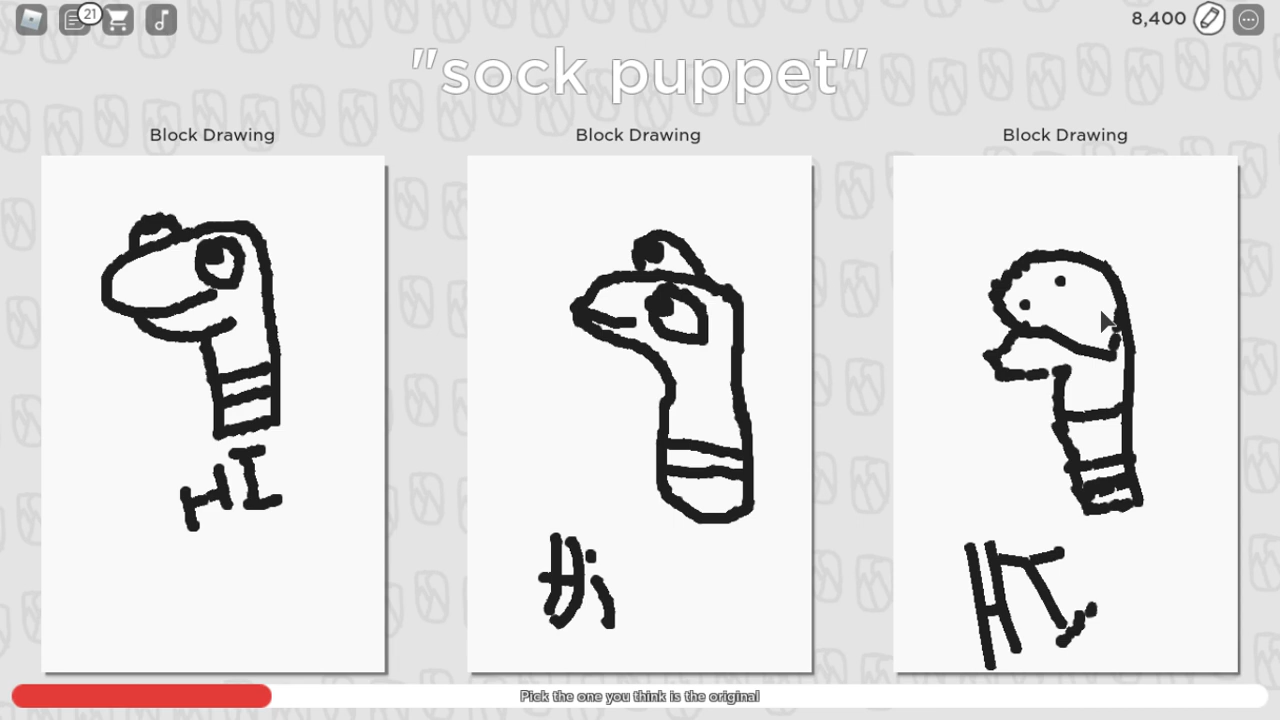 21
8,400
"sock puppet"
Block Drawing
Block Drawing
Block Drawing
HI
Hi
HI
Pick the one you think is the original